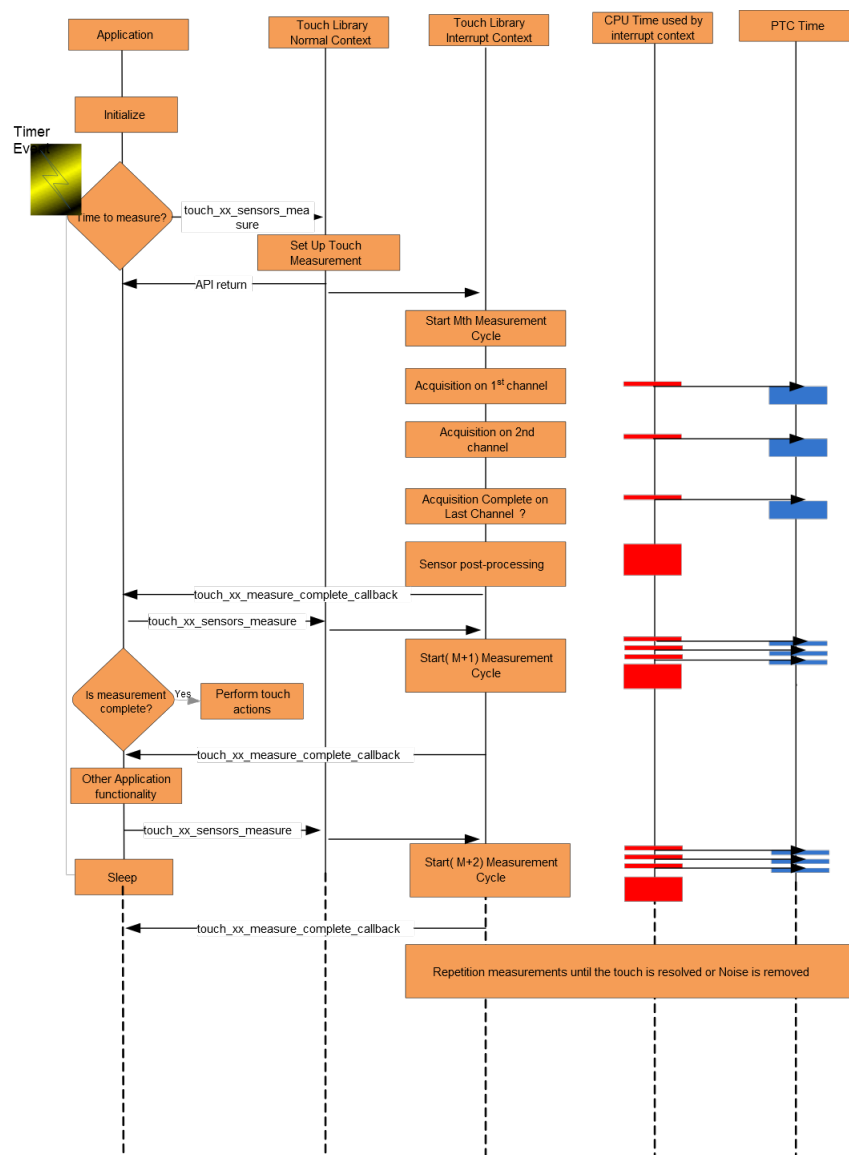 Application
Touch Library
Normal Context
Touch Library
Interrupt Context
CPU Time used by
interrupt context
PTC Time
Initialize
Timer
Event
Time to measure?
touch_xx_sensors_mea
sure
Set Up Touch
Measurement
API return
Start Mth Measurement
Cycle
Acquisition on 1st channel
Acquisition on 2nd
channel
Acquisition Complete on
Last Channel ?
Sensor post-processing
touch_xx_measure_complete_callback
touch_xx_sensors_measure
Start( M+1) Measurement
Cycle
Is measurement
complete?
Yes
Perform touch
actions
touch_xx_measure_complete_callback
Other Application
functionality
touch_xx_sensors_measure
Start( M+2) Measurement
Cycle
Sleep
touch_xx_measure_complete_callback
Repetition measurements until the touch is resolved or Noise is removed